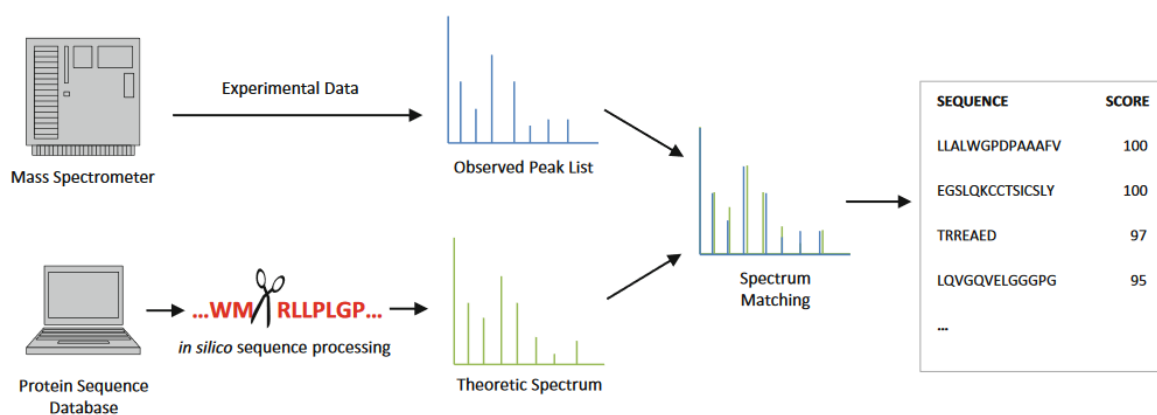 Experimental Data
Mass Spectrometer
Observed Peak List
...WM RLLPLGP...
in silico sequence processing
Protein Sequence
Database
Theoretic Spectrum
Spectrum
Matching
SEQUENCE SCORE
LLALWGPDPAAAFV 100
EGSLQKCCTSICSLY 100
TRREAED 97
LQVGQVELGGGPG 95
...